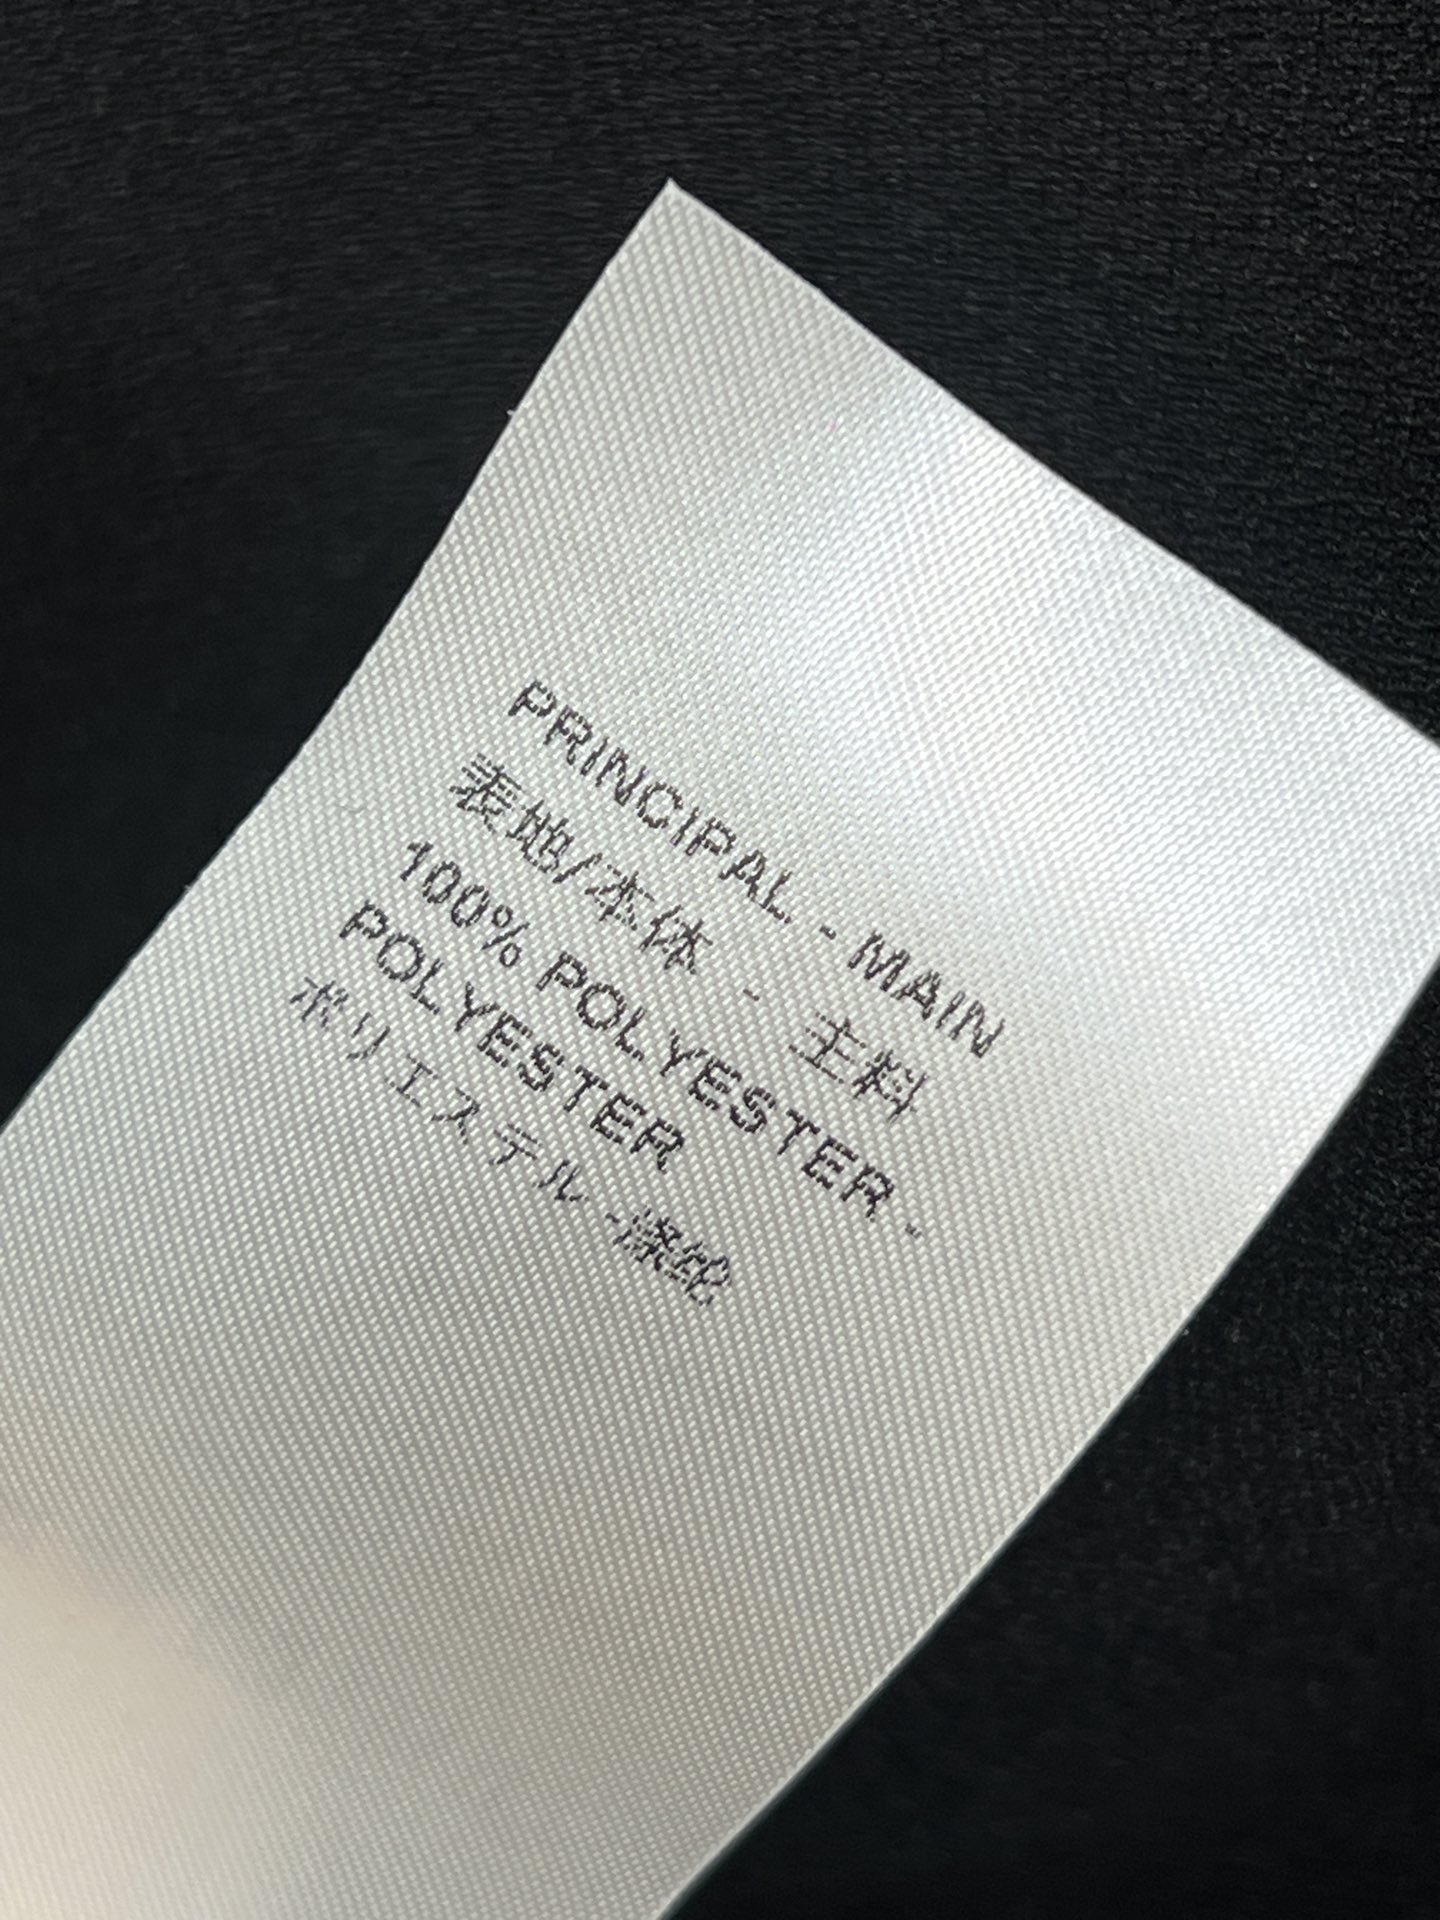 PRINCIPAL - MAIN
表地/本体 - 主料
100% POLYESTER -
POLYESTER
ポリエステル -涤纶